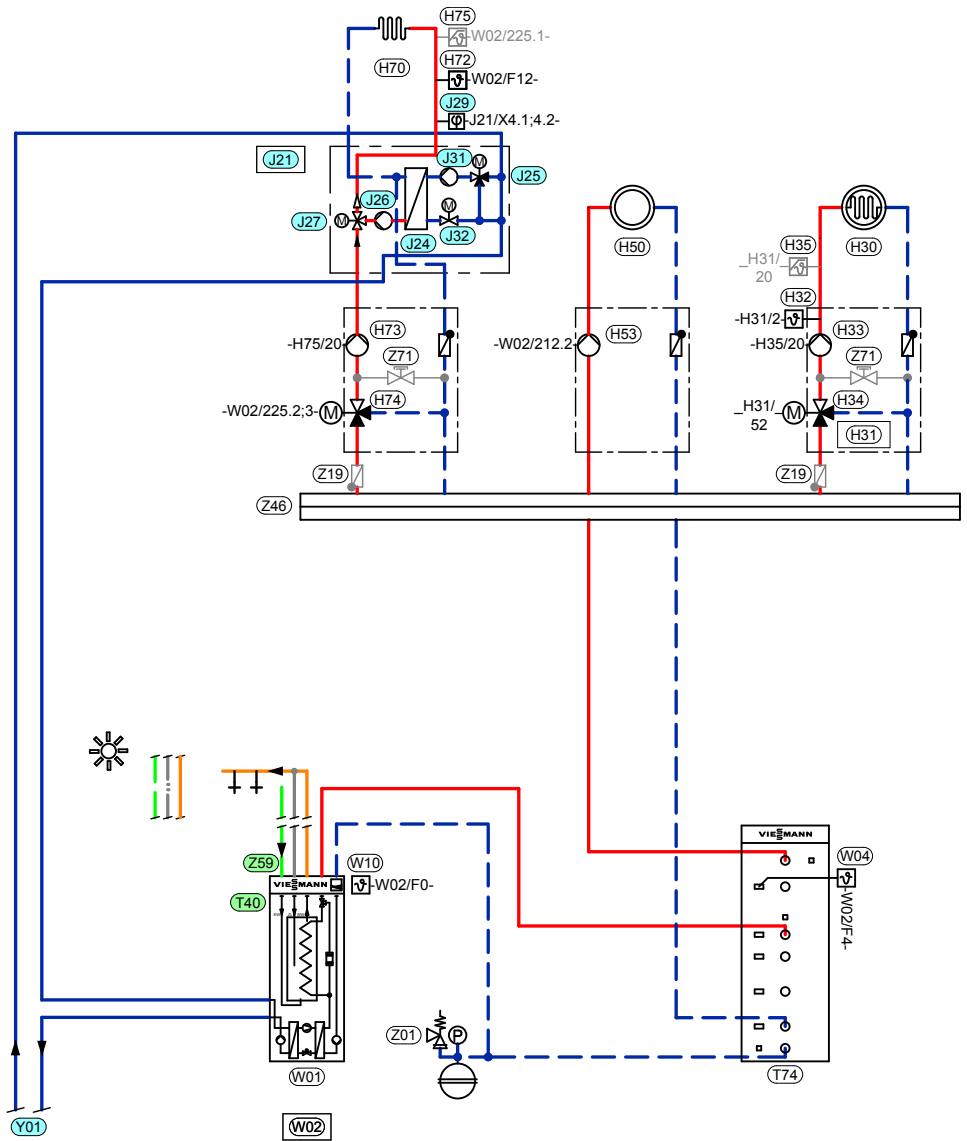 H75
-W02/225.1-
H70
H72
-W02/F12-
J29
φ
-J21/X4.1;4.2-
J21
J31
M
J25
J26
M
J27
M
J24
J32
H50
H35
H30
_H31/
20
H32
-H31/2-
H73
-H75/20-
H53
-W02/212.2-
H33
-H35/20-
Z71
Z71
H74
-W02/225.2;3-
M
H34
_H31/_
52
M
H31
Z19
Z19
Z46
Z59
VIESMANN
W10
-W02/F0-
T40
VIESMANN
W04
-W02/F4-
Z01
P
W01
T74
W02
Y01